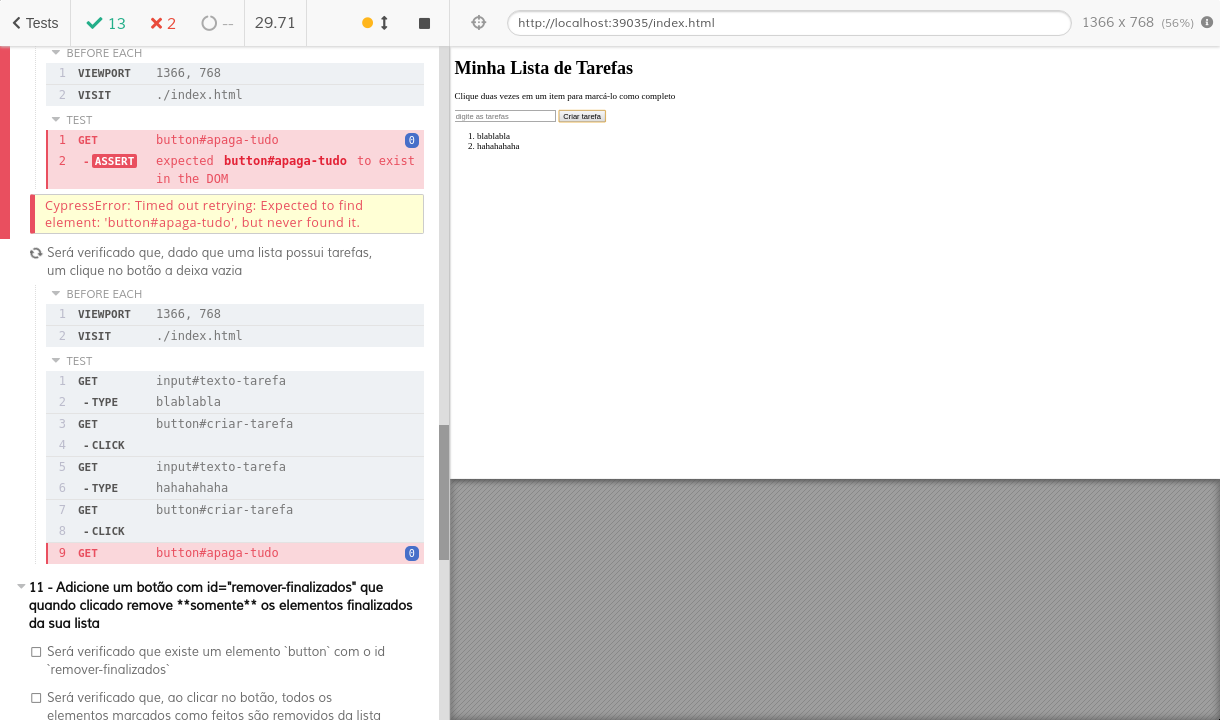 Tests
13
2
--
29.71
http://localhost:39035/index.html
1366 x 768 (56%)
BEFORE EACH
1 VIEWPORT 1366, 768
2 VISIT ./index.html
TEST
1 GET button#apaga-tudo 0
2 - ASSERT expected button#apaga-tudo to exist
in the DOM
CypressError: Timed out retrying: Expected to find
element: 'button#apaga-tudo', but never found it.
Será verificado que, dado que uma lista possui tarefas,
um clique no botão a deixa vazia
BEFORE EACH
1 VIEWPORT 1366, 768
2 VISIT ./index.html
TEST
1 GET input#texto-tarefa
2 - TYPE blablabla
3 GET button#criar-tarefa
4 - CLICK
5 GET input#texto-tarefa
6 - TYPE hahahahaha
7 GET button#criar-tarefa
8 - CLICK
9 GET button#apaga-tudo 0
11 - Adicione um botão com id="remover-finalizados" que
quando clicado remove **somente** os elementos finalizados
da sua lista
Será verificado que existe um elemento `button` com o id
`remover-finalizados`
Será verificado que, ao clicar no botão, todos os
elementos marcados como feitos são removidos da lista
Minha Lista de Tarefas
Clique duas vezes em um item para marcá-lo como completo
digite as tarefas Criar tarefa
1. blablabla
2. hahahahaha